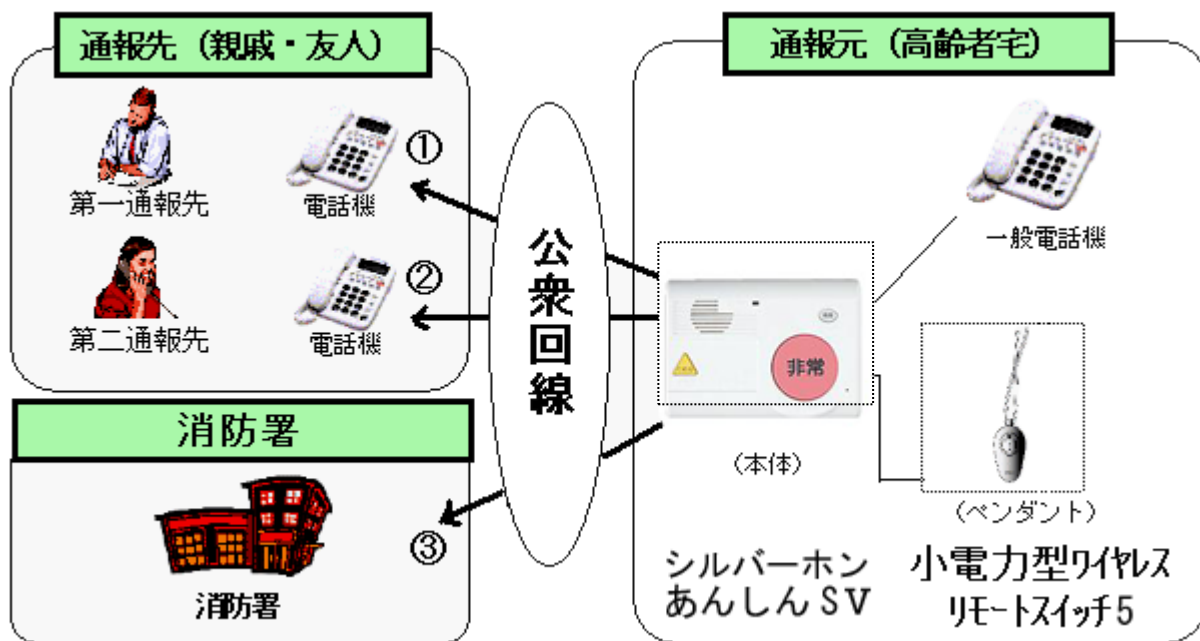 通報先（親戚・友人）
①
第一通報先
電話機
②
第二通報先
電話機
消防署
③
消防署
公衆回線
通報元（高齢者宅）
一般電話機
非常
（本体）
（ペンダント）
シルバーホン
あんしんＳＶ
小電力型ワイヤレス
リモートスイッチ5